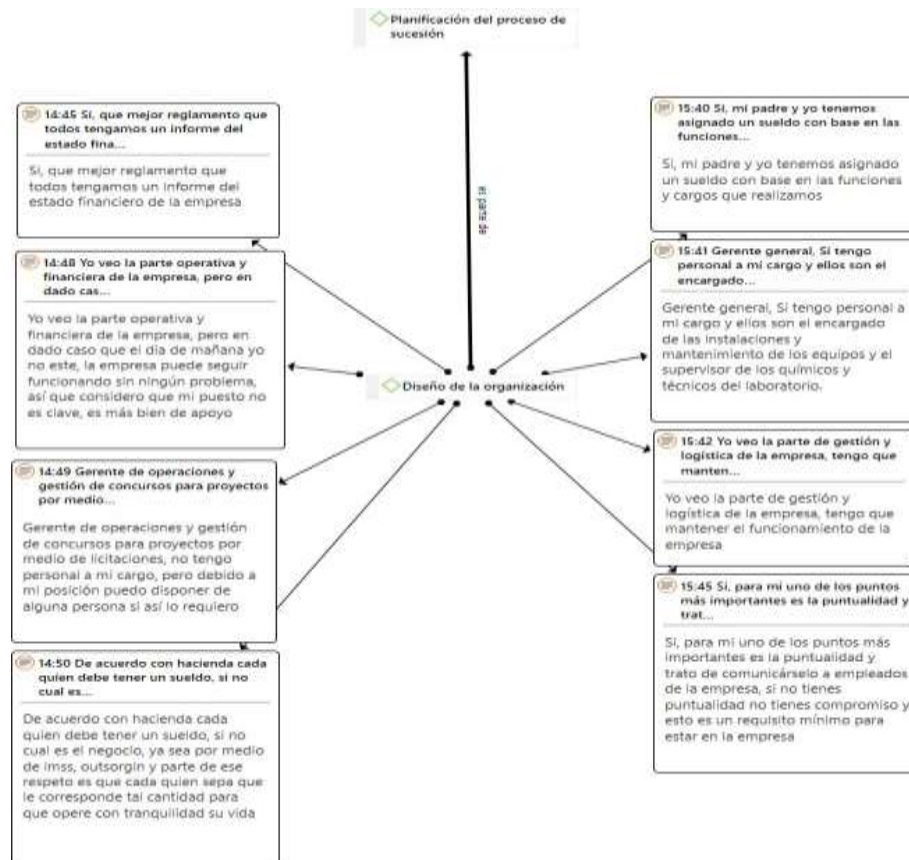 Planificación del proceso de
sucesión
es parte de
14:45 Sí, que mejor reglamento que
todos tengamos un informe del
estado fina...
Sí, que mejor reglamento que
todos tengamos un informe del
estado financiero de la empresa
14:48 Yo veo la parte operativa y
financiera de la empresa, pero en
dado cas...
Yo veo la parte operativa y
financiera de la empresa, pero en
dado caso que el día de mañana yo
no este, la empresa puede seguir
funcionando sin ningún problema,
así que considero que mi puesto no
es clave, es más bien de apoyo
14:49 Gerente de operaciones y
gestión de concursos para proyectos
por medio...
Gerente de operaciones y gestión
de concursos para proyectos por
medio de licitaciones, no tengo
personal a mi cargo, pero debido a
mi posición puedo disponer de
alguna persona si así lo requiero
14:50 De acuerdo con hacienda cada
quien debe tener un sueldo, si no
cual es...
De acuerdo con hacienda cada
quien debe tener un sueldo, si no
cual es el negocio, ya sea por medio
de imss, outsorgin y parte de ese
respeto es que cada quien sepa que
le corresponde tal cantidad para
que opere con tranquilidad su vida
Diseño de la organización
15:40 Si, mi padre y yo tenemos
asignado un sueldo con base en las
funciones...
Si, mi padre y yo tenemos asignado
un sueldo con base en las funciones
y cargos que realizamos
15:41 Gerente general, Si tengo
personal a mi cargo y ellos son el
encargado...
Gerente general, Si tengo personal a
mi cargo y ellos son el encargado
de las instalaciones y
mantenimiento de los equipos y el
supervisor de los químicos y
técnicos del laboratorio.
15:42 Yo veo la parte de gestión y
logística de la empresa, tengo que
manten...
Yo veo la parte de gestión y
logística de la empresa, tengo que
mantener el funcionamiento de la
empresa
15:45 Si, para mi uno de los puntos
más importantes es la puntualidad y
trat...
Si, para mi uno de los puntos más
importantes es la puntualidad y
trato de comunicárselo a empleados
de la empresa, si no tienes
puntualidad no tienes compromiso y
esto es un requisito mínimo para
estar en la empresa